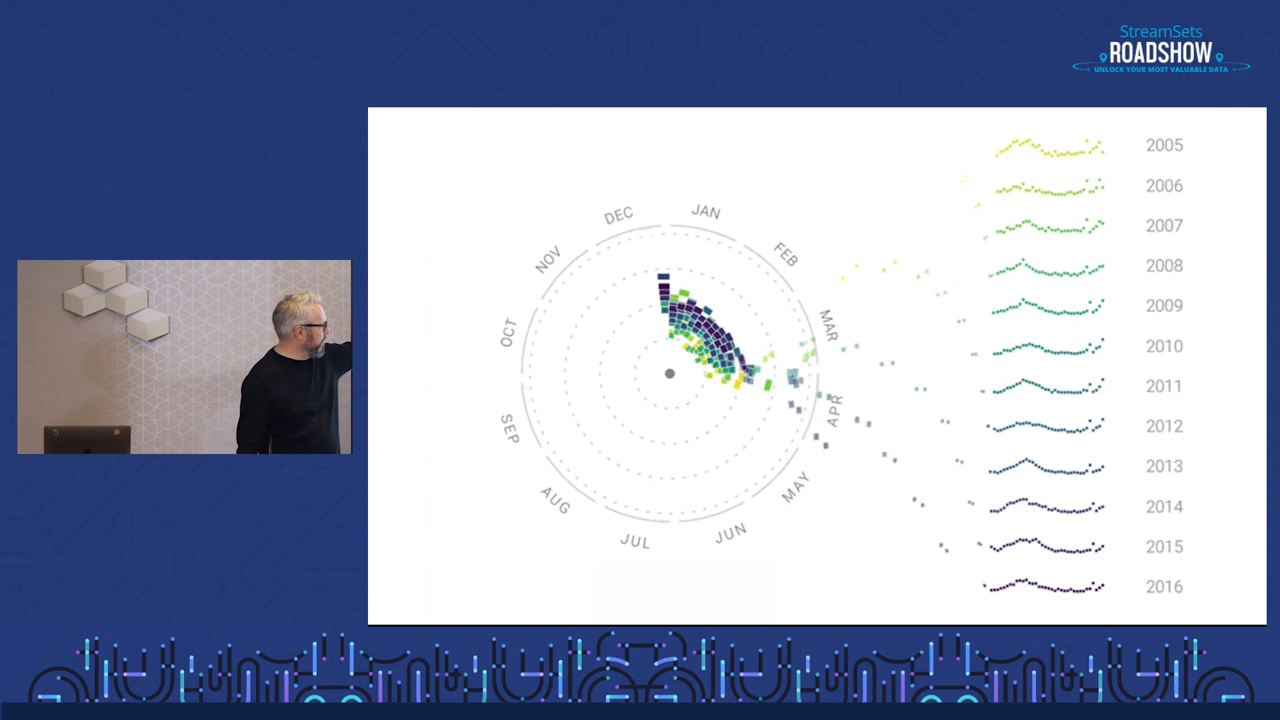 StreamSets
ROADSHOW
UNLOCK YOUR MOST VALUABLE DATA
JAN
FEB
MAR
APR
MAY
JUN
JUL
AUG
SEP
OCT
NOV
DEC
2005
2006
2007
2008
2009
2010
2011
2012
2013
2014
2015
2016